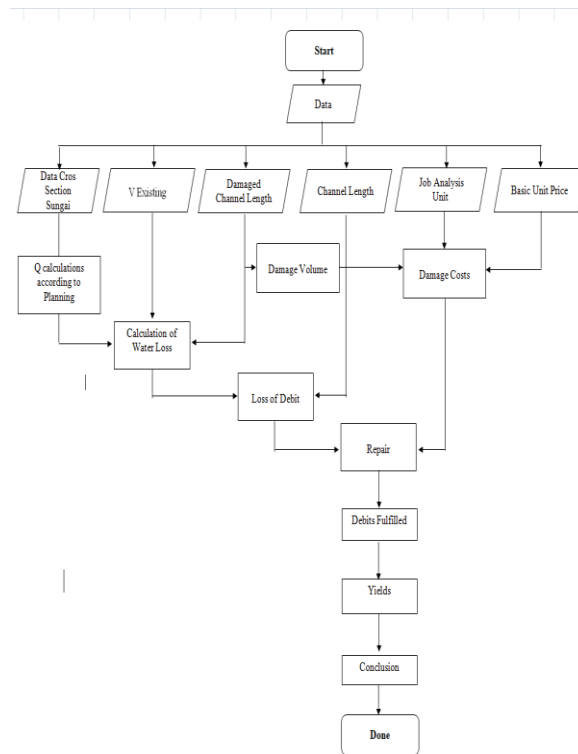 Start
Data
Data Cros
Section
Sungai
V Existing
Damaged
Channel Length
Channel Length
Job Analysis
Unit
Basic Unit Price
Q calculations
according to
Planning
Damage Volume
Damage Costs
Calculation of
Water Loss
Loss of Debit
Repair
Debits Fulfilled
Yields
Conclusion
Done